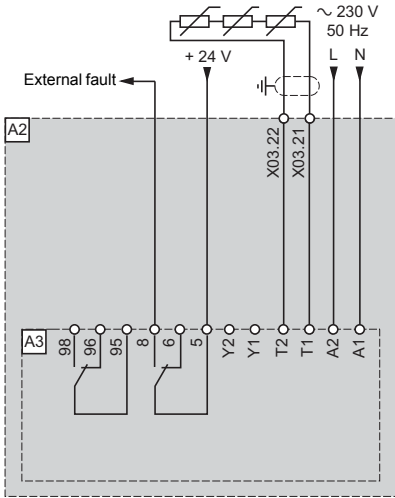 ∼ 230 V
50 Hz
+ 24 V
L N
External fault
A2
X03.22
X03.21
A3
98
96
95
8
6
5
Y2
Y1
T2
T1
A2
A1